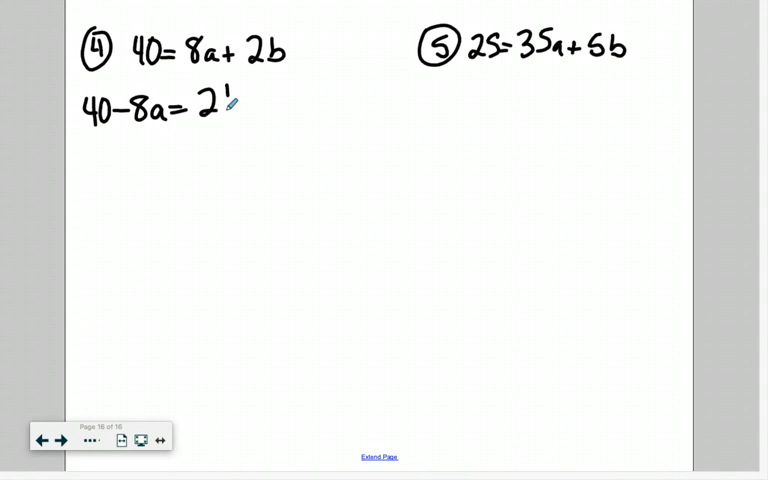 ④ 40 = 8a + 2b
40 - 8a = 2
⑤ 25 = 35a + 5b
Page 16 of 16
Extend Page